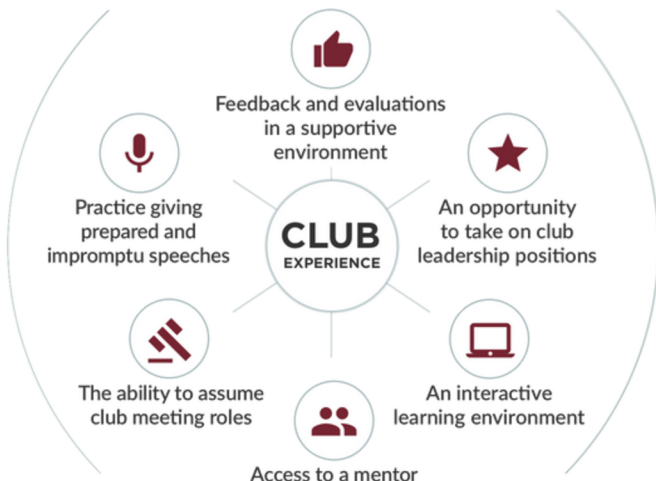 Feedback and evaluations
in a supportive
environment
Practice giving
prepared and
impromptu speeches
An opportunity
to take on club
leadership positions
CLUB
EXPERIENCE
The ability to assume
club meeting roles
An interactive
learning environment
Access to a mentor